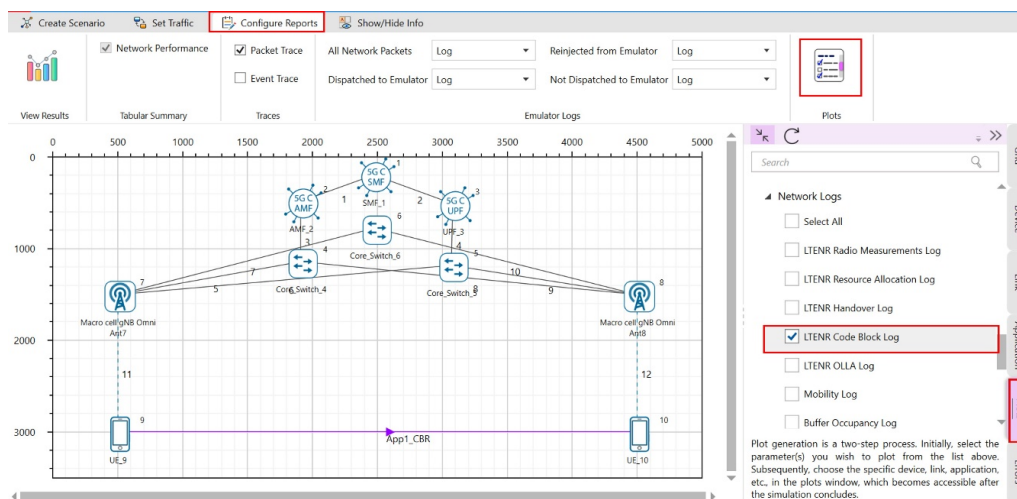 Create Scenario Set Traffic Configure Reports Show/Hide Info
Network Performance Packet Trace All Network Packets Log Reinjected from Emulator Log
Event Trace Dispatched to Emulator Log Not Dispatched to Emulator Log
View Results Tabular Summary Traces Emulator Logs Plots
0 500 1000 1500 2000 2500 3000 3500 4000 4500 5000
0
1000
2000
3000
5G C
SMF
1
SMF_1
5G C
AMF
2
AMF_2
5G C
UPF
3
UPF_3
1
2
6
Core_Switch_6
3
4
Core_Switch_4
4
5
Core_Switch_5
7
5
6
8
10
9
7
Macro cell gNB Omni
Ant7
8
Macro cell gNB Omni
Ant8
11
12
9
UE_9
App1_CBR
10
UE_10
Search
Network Logs
Select All
LTENR Radio Measurements Log
LTENR Resource Allocation Log
LTENR Handover Log
LTENR Code Block Log
LTENR OLLA Log
Mobility Log
Buffer Occupancy Log
Plot generation is a two-step process. Initially, select the
parameter(s) you wish to plot from the list above.
Subsequently, choose the specific device, link, application,
etc., in the plots window, which becomes accessible after
the simulation concludes.
Application